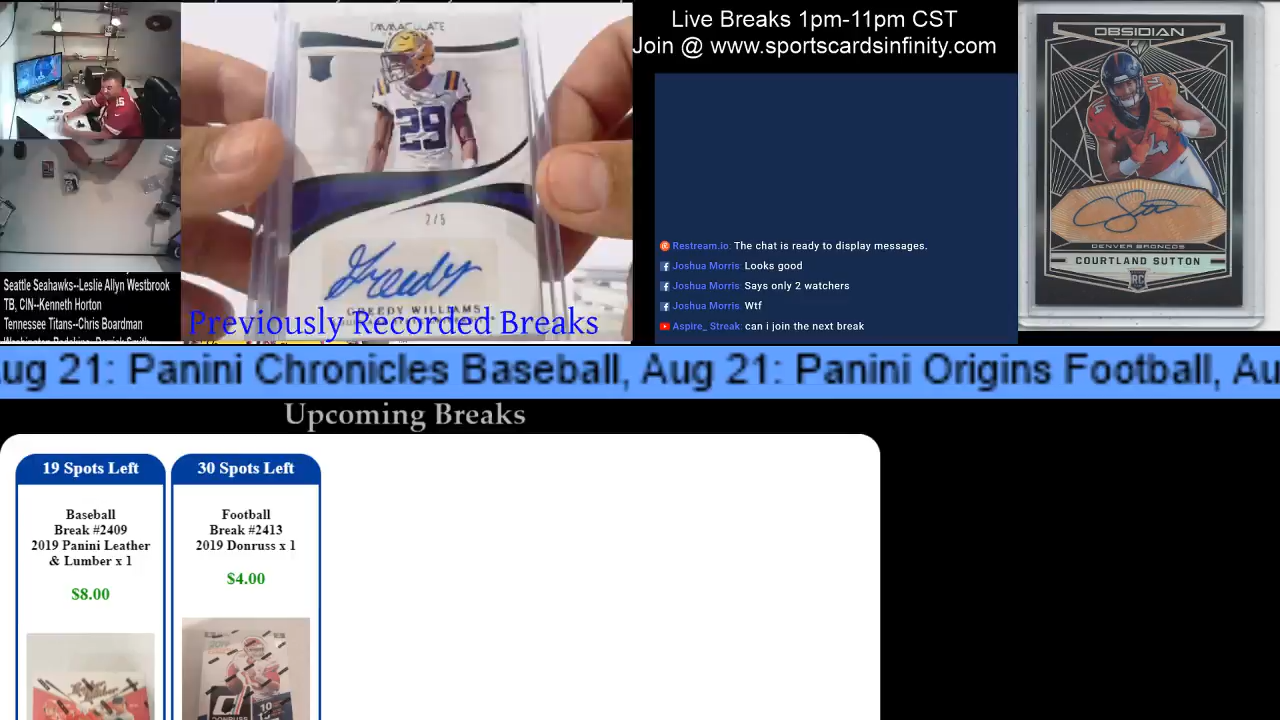 Seattle Seahawks--Leslie Allyn Westbrook
TB, CIN--Kenneth Horton
Tennessee Titans--Chris Boardman
IMMACULATE
29
2/5
Greedy
GREEDY WILLIAMS
Previously Recorded Breaks
Live Breaks 1pm-11pm CST
Join @ www.sportscardsinfinity.com
Restream.io: The chat is ready to display messages.
Joshua Morris: Looks good
Joshua Morris: Says only 2 watchers
Joshua Morris: Wtf
Aspire_ Streak: can i join the next break
OBSIDIAN
14
DENVER BRONCOS
COURTLAND SUTTON
RC
ug 21: Panini Chronicles Baseball, Aug 21: Panini Origins Football, Au
Upcoming Breaks
19 Spots Left
Baseball
Break #2409
2019 Panini Leather
& Lumber x 1
$8.00
30 Spots Left
Football
Break #2413
2019 Donruss x 1
$4.00
DONRUSS
10